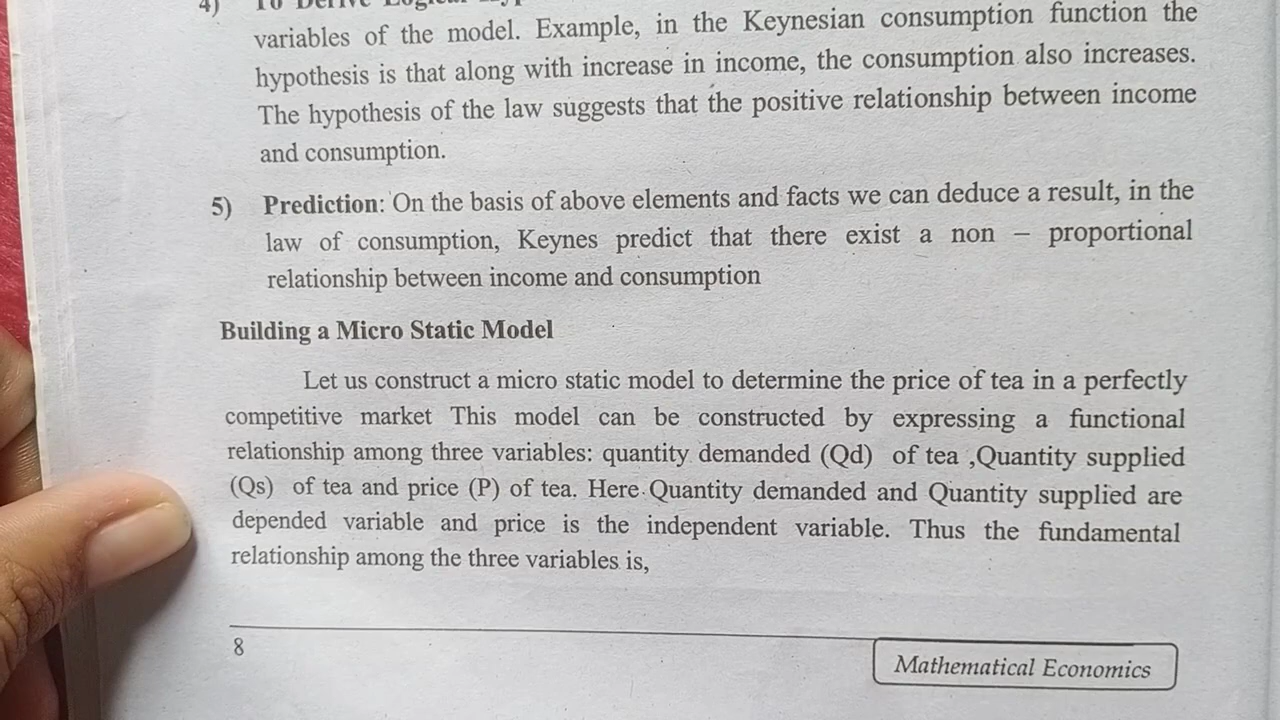 4) To Derive Logical Hyp
variables of the model. Example, in the Keynesian consumption function the
hypothesis is that along with increase in income, the consumption also increases.
The hypothesis of the law suggests that the positive relationship between income
and consumption.
5) Prediction: On the basis of above elements and facts we can deduce a result, in the
law of consumption, Keynes predict that there exist a non – proportional
relationship between income and consumption
Building a Micro Static Model
Let us construct a micro static model to determine the price of tea in a perfectly
competitive market This model can be constructed by expressing a functional
relationship among three variables: quantity demanded (Qd) of tea ,Quantity supplied
(Qs) of tea and price (P) of tea. Here Quantity demanded and Quantity supplied are
depended variable and price is the independent variable. Thus the fundamental
relationship among the three variables is,
8
Mathematical Economics